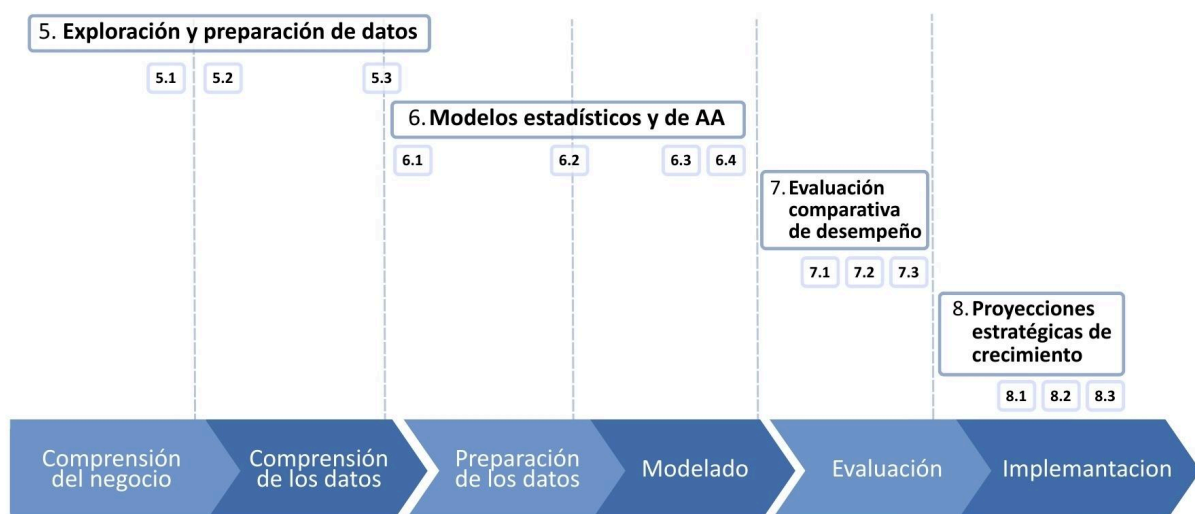 5. Exploración y preparación de datos
5.1 5.2 5.3
6. Modelos estadísticos y de AA
6.1 6.2 6.3 6.4
7. Evaluación
comparativa
de desempeño
7.1 7.2 7.3
8. Proyecciones
estratégicas de
crecimiento
8.1 8.2 8.3
Comprensión
del negocio
Comprensión
de los datos
Preparación
de los datos
Modelado
Evaluación
Implemantacion